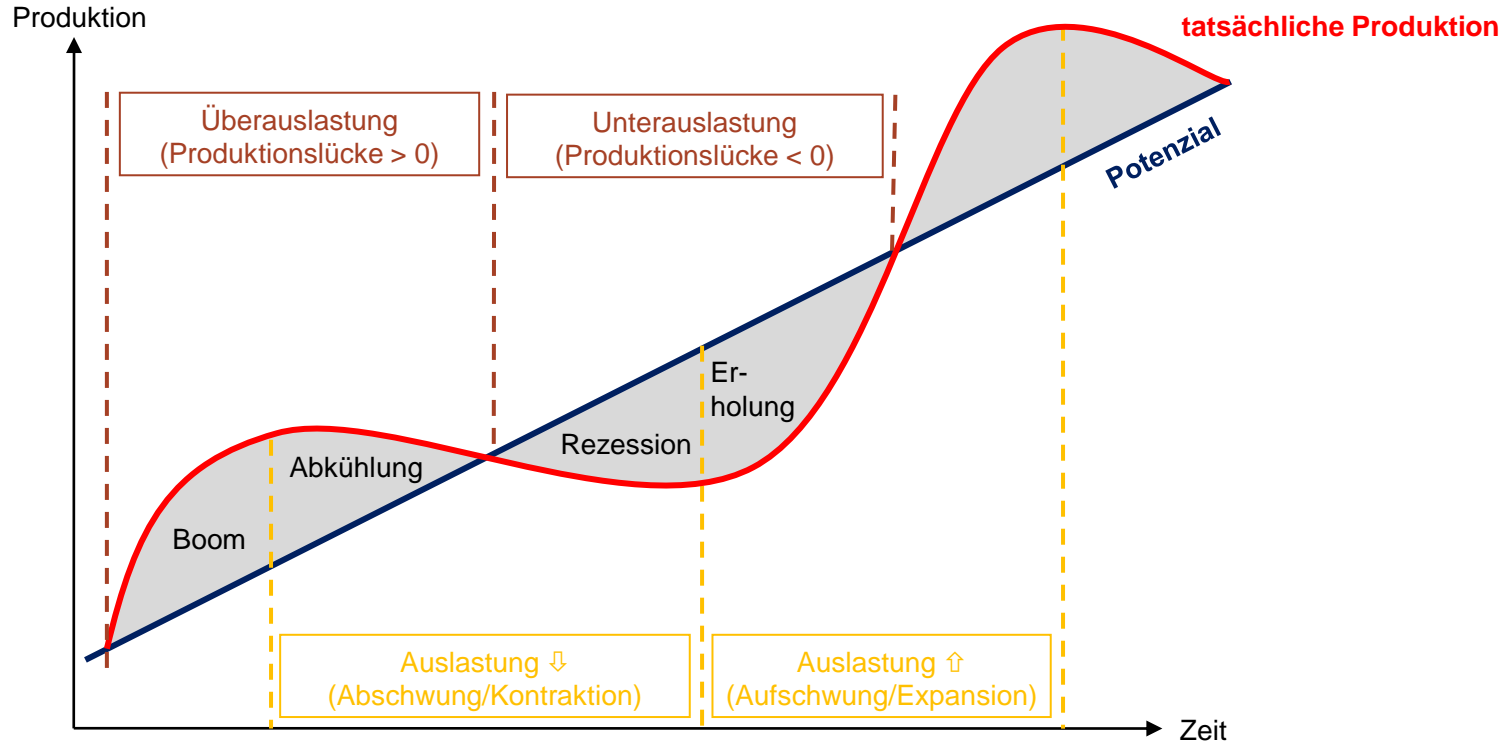 Produktion
tatsächliche Produktion
Überauslastung
(Produktionslücke > 0)
Unterauslastung
(Produktionslücke < 0)
Potenzial
Er-
holung
Rezession
Abkühlung
Boom
Auslastung ⇩
(Abschwung/Kontraktion)
Auslastung ⇧
(Aufschwung/Expansion)
Zeit